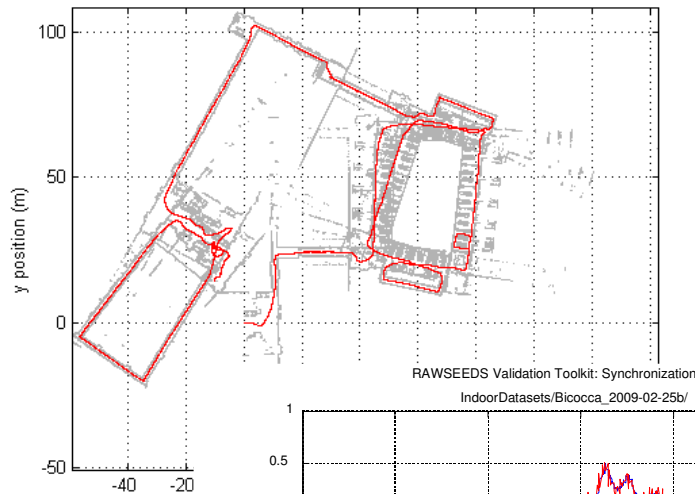 100
50
0
-50
y position (m)
-40 -20
RAWSEEDS Validation Toolkit: Synchronization
IndoorDatasets/Bicocca_2009-02-25b/
1
0.5